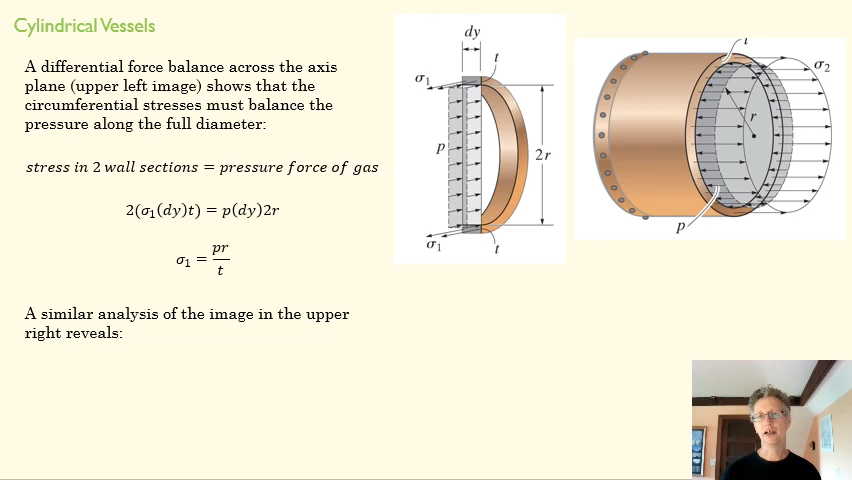 Cylindrical Vessels
A differential force balance across the axis
plane (upper left image) shows that the
circumferential stresses must balance the
pressure along the full diameter:
stress in 2 wall sections = pressure force of gas
2(σ₁(dy)t) = p(dy)2r
σ₁ = pr/t
A similar analysis of the image in the upper
right reveals:
dy
t
σ₁
p
2r
σ₁
t
t
σ₂
r
p